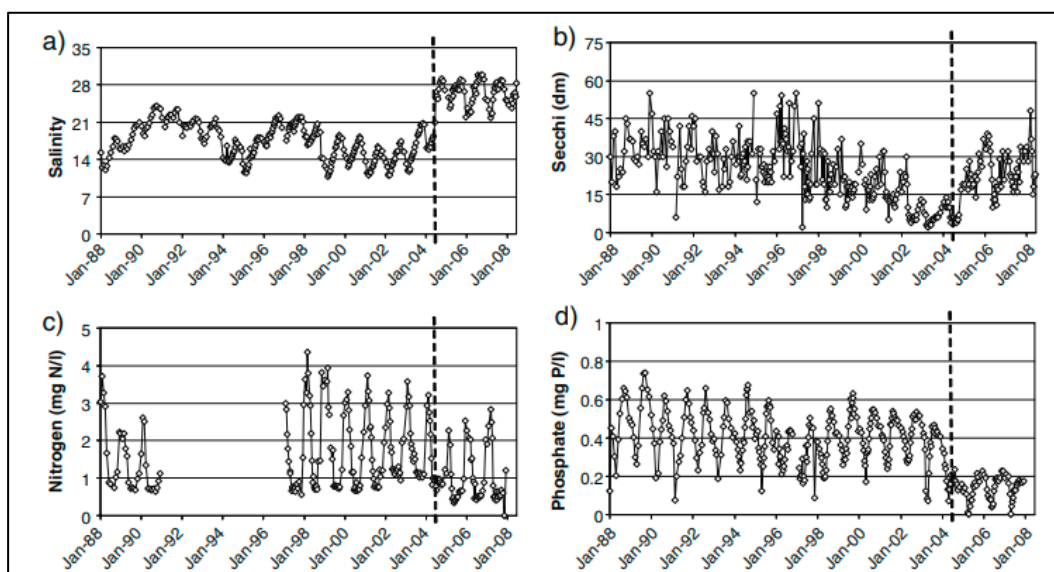 a)
35
28
21
14
7
0
Salinity
Jan-88
Jan-90
Jan-92
Jan-94
Jan-96
Jan-98
Jan-00
Jan-02
Jan-04
Jan-06
Jan-08
b)
75
60
45
30
15
0
Secchi (dm)
Jan-88
Jan-90
Jan-92
Jan-94
Jan-96
Jan-98
Jan-00
Jan-02
Jan-04
Jan-06
Jan-08
c)
5
4
3
2
1
0
Nitrogen (mg N/l)
Jan-88
Jan-90
Jan-92
Jan-94
Jan-96
Jan-98
Jan-00
Jan-02
Jan-04
Jan-06
Jan-08
d)
1
0.8
0.6
0.4
0.2
0
Phosphate (mg P/l)
Jan-88
Jan-90
Jan-92
Jan-94
Jan-96
Jan-98
Jan-00
Jan-02
Jan-04
Jan-06
Jan-08